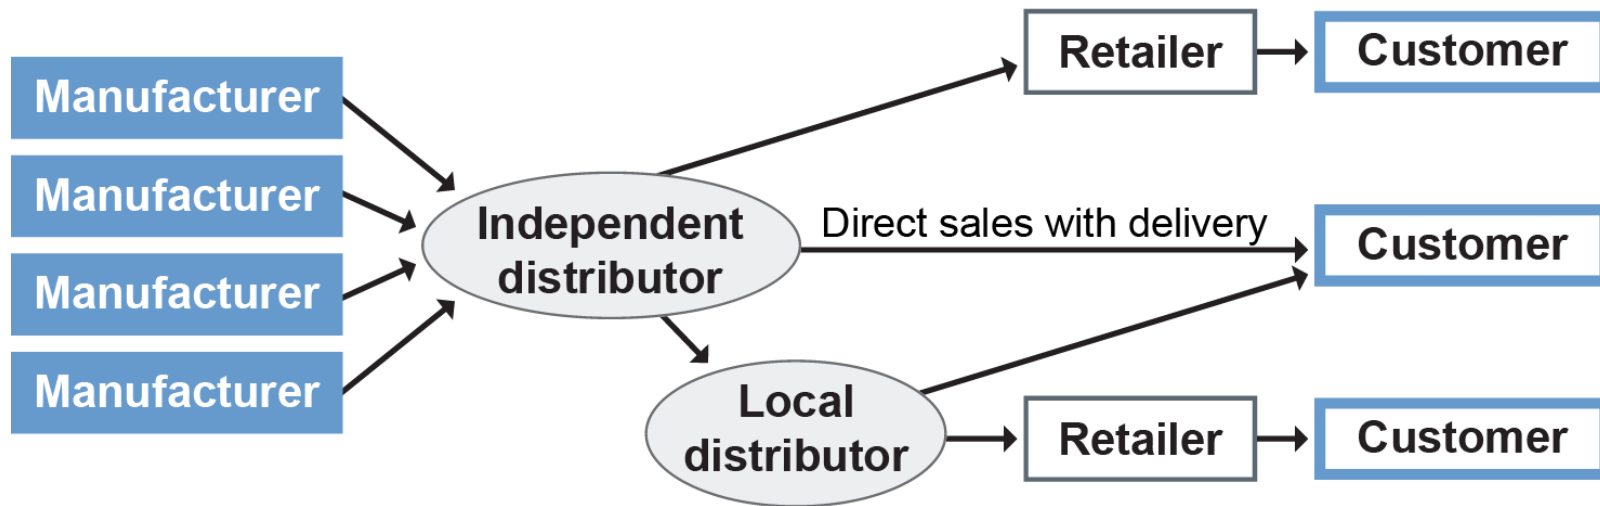 Manufacturer
Manufacturer
Manufacturer
Manufacturer
Independent
distributor
Local
distributor
Direct sales with delivery
Retailer
Customer
Customer
Retailer
Customer